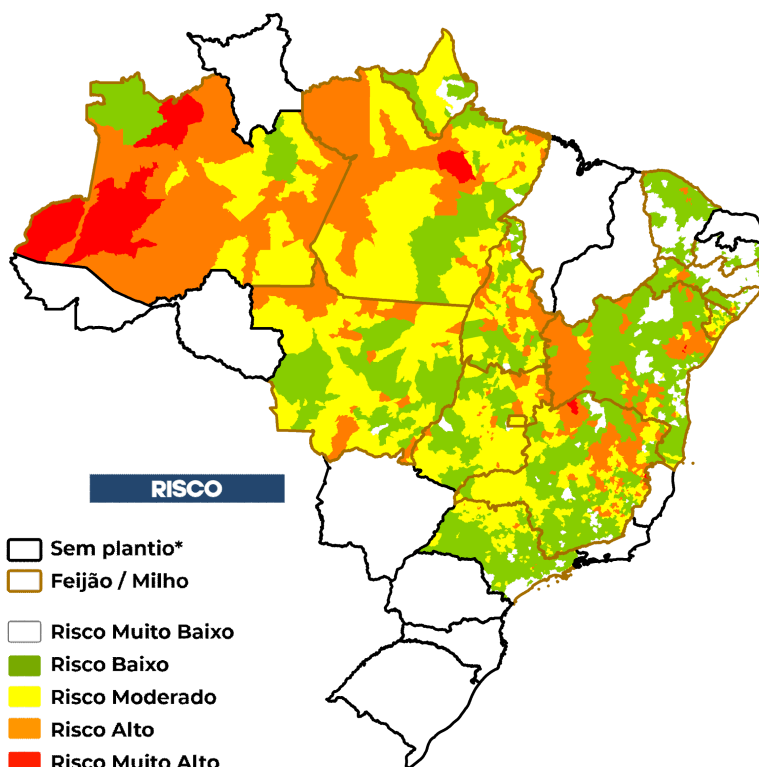 RISCO
Sem plantio*
Feijão / Milho
Risco Muito Baixo
Risco Baixo
Risco Moderado
Risco Alto
Risco Muito Alto